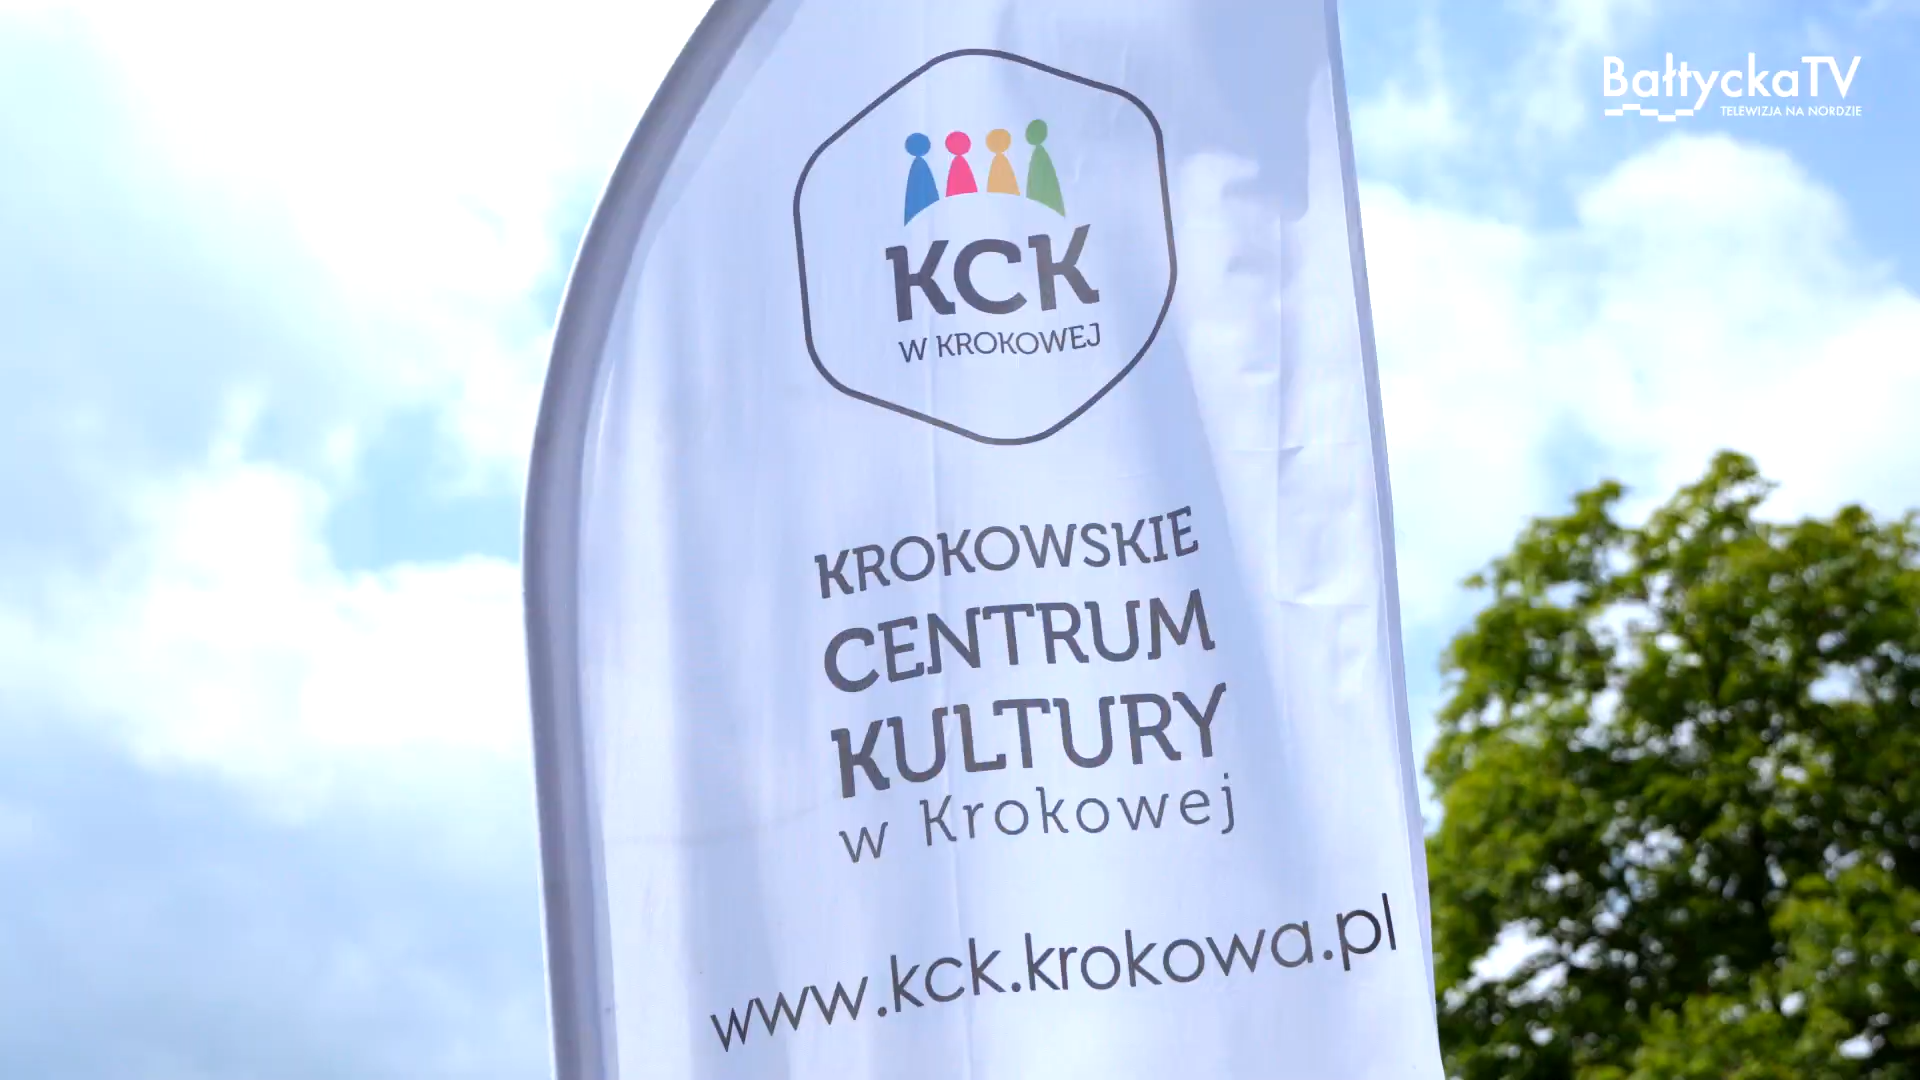 BałtyckaTV
TELEWIZJA NA NORDZIE
KCK
W KROKOWEJ
KROKOWSKIE
CENTRUM
KULTURY
w Krokowej
www.kck.krokowa.pl